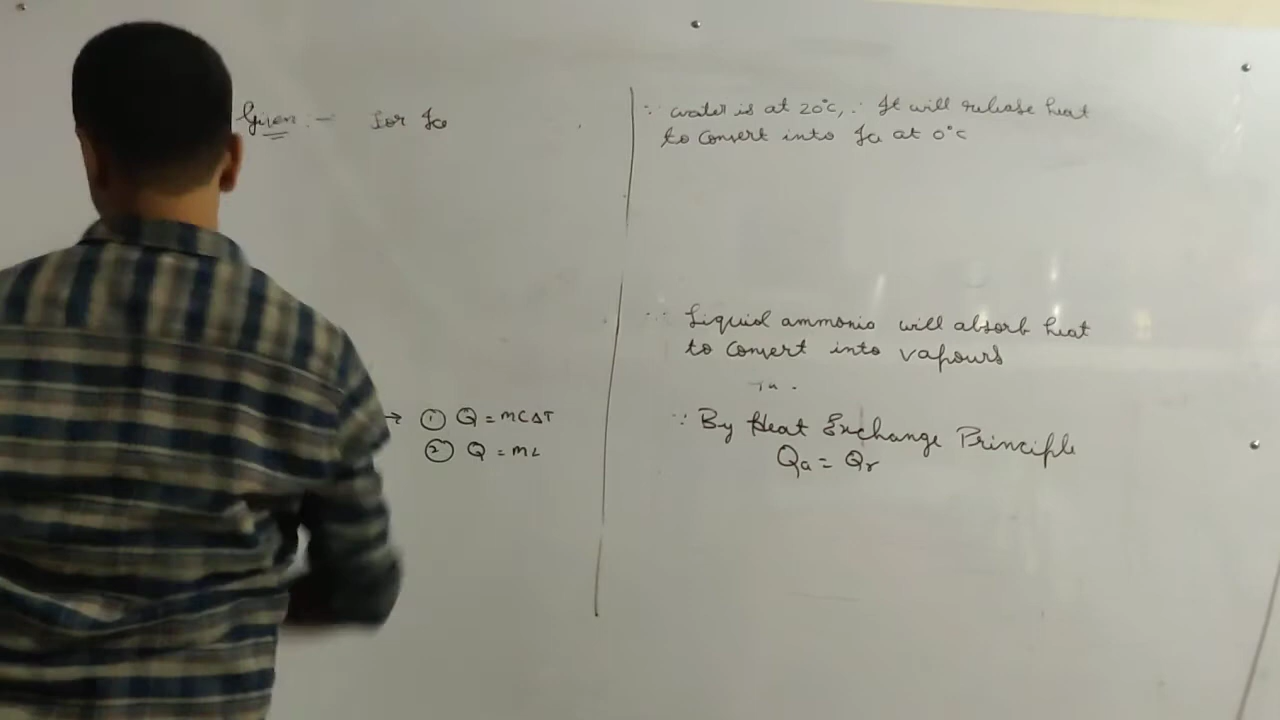 Given :- for Ice
→ ① Q = mcΔT
② Q = mL
∵ water is at 20°c, ∴ It will release heat
to convert into Ice at 0°c
Liquid ammonia will absorb heat
to convert into vapours
∵ By Heat Exchange Principle
Qa = Qr